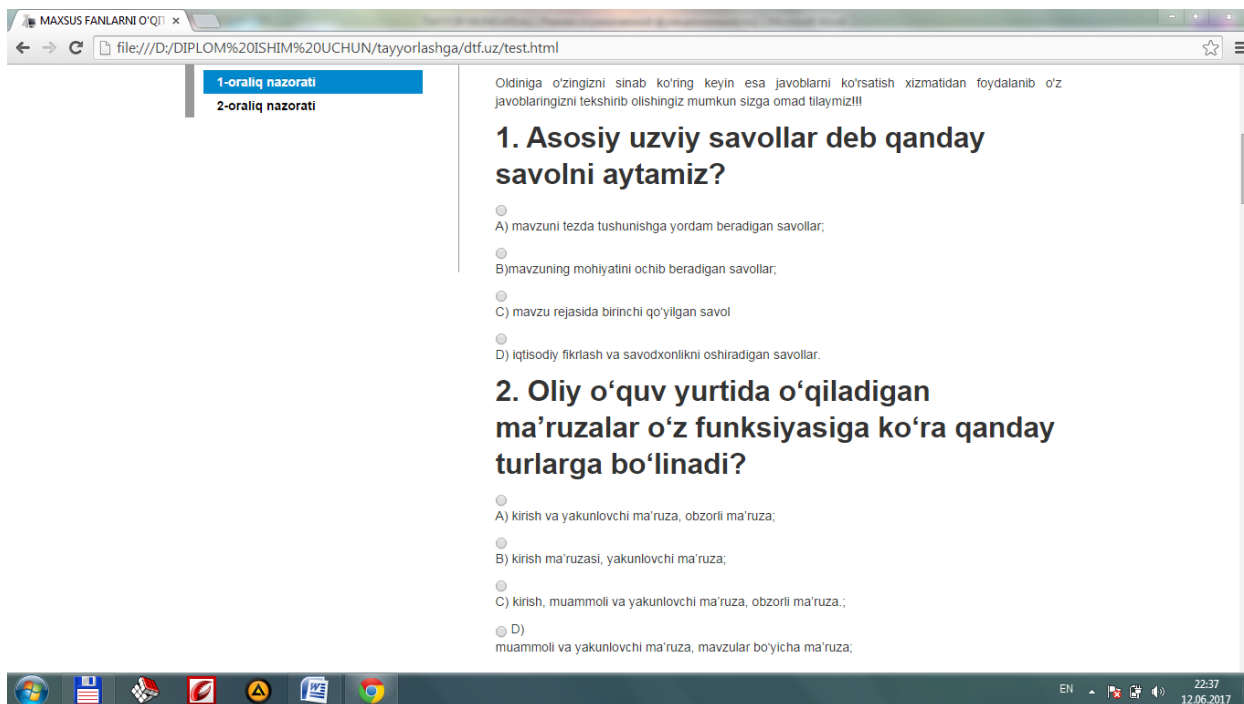 MAXSUS FANLARNI O'QIT
file:///D:/DIPLOM%20ISHIM%20UCHUN/tayyorlashga/dtf.uz/test.html
1-oraliq nazorati
2-oraliq nazorati
Oldiniga o'zingizni sinab ko'ring keyin esa javoblarni ko'rsatish xizmatidan foydalanib o'z
javoblaringizni tekshirib olishingiz mumkun sizga omad tilaymiz!!!
1. Asosiy uzviy savollar deb qanday
savolni aytamiz?
A) mavzuni tezda tushunishga yordam beradigan savollar;
B)mavzuning mohiyatini ochib beradigan savollar;
C) mavzu rejasida birinchi qo‘yilgan savol
D) iqtisodiy fikrlash va savodxonlikni oshiradigan savollar.
2. Oliy o‘quv yurtida o‘qiladigan
ma’ruzalar o‘z funksiyasiga ko‘ra qanday
turlarga bo‘linadi?
A) kirish va yakunlovchi ma’ruza, obzorli ma’ruza;
B) kirish ma’ruzasi, yakunlovchi ma’ruza;
C) kirish, muammoli va yakunlovchi ma’ruza, obzorli ma’ruza.;
D)
muammoli va yakunlovchi ma’ruza, mavzular bo‘yicha ma’ruza;
EN
22:37
12.06.2017